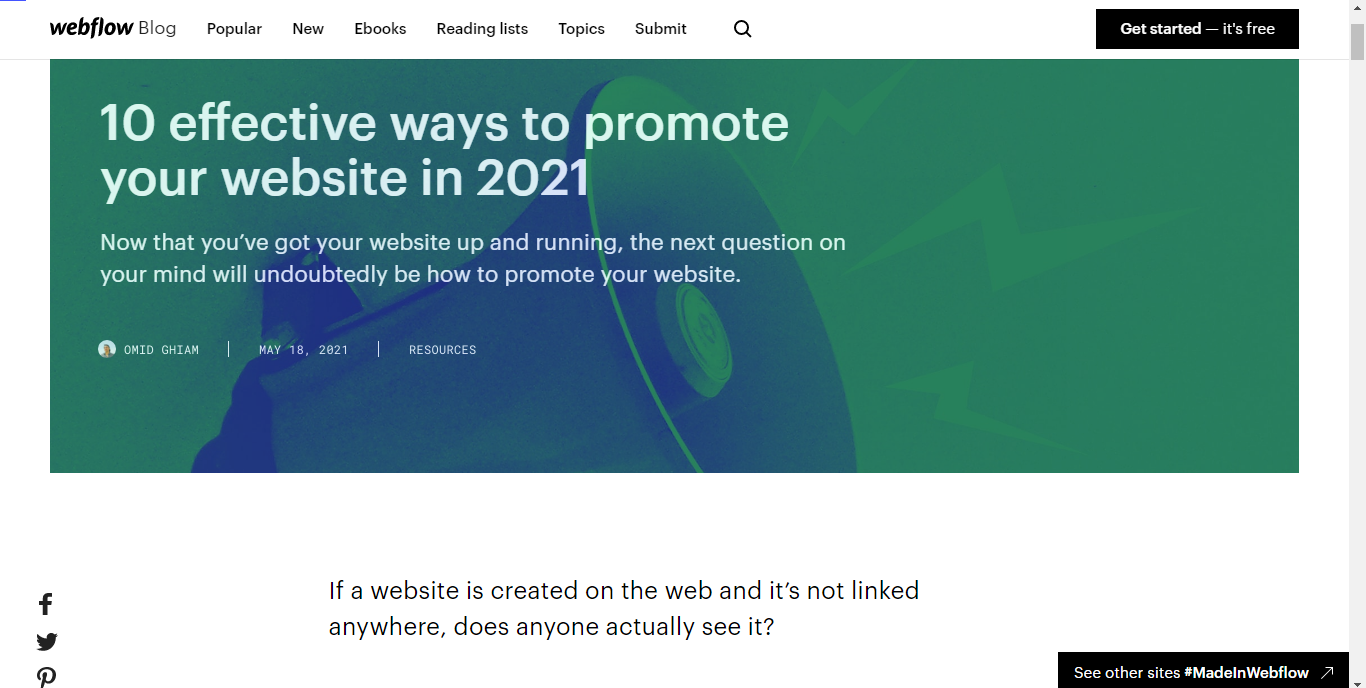 webflow Blog Popular New Ebooks Reading lists Topics Submit Get started — it's free
10 effective ways to promote
your website in 2021
Now that you’ve got your website up and running, the next question on
your mind will undoubtedly be how to promote your website.
OMID GHIAM MAY 18, 2021 RESOURCES
If a website is created on the web and it’s not linked
anywhere, does anyone actually see it?
See other sites #MadeInWebflow